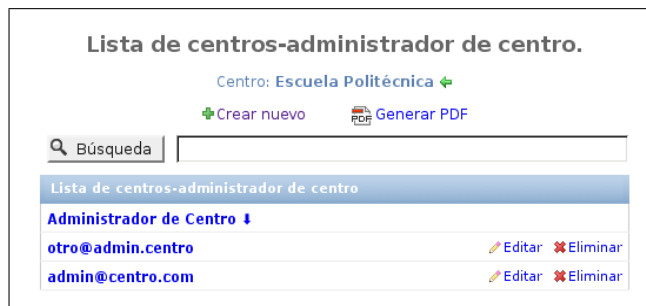 Lista de centros-administrador de centro.
Centro: Escuela Politécnica
Crear nuevo PDF Generar PDF
Búsqueda
Lista de centros-administrador de centro
Administrador de Centro
otro@admin.centro Editar Eliminar
admin@centro.com Editar Eliminar